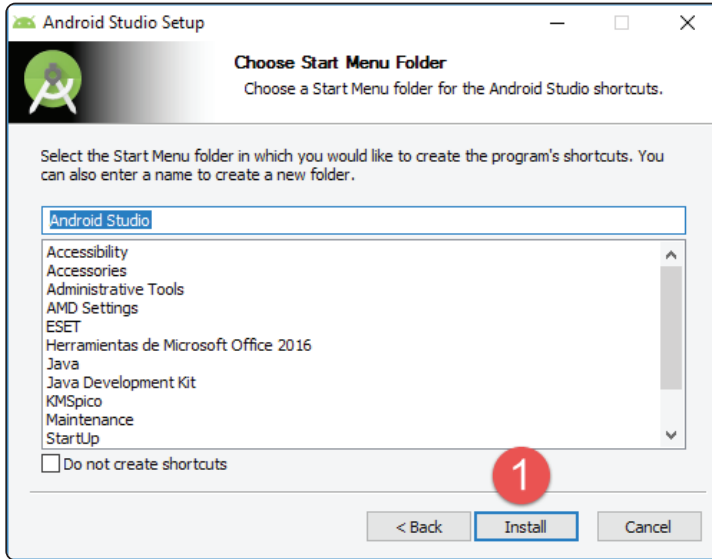 Android Studio Setup
Choose Start Menu Folder
Choose a Start Menu folder for the Android Studio shortcuts.
Select the Start Menu folder in which you would like to create the program's shortcuts. You
can also enter a name to create a new folder.
Android Studio
Accessibility
Accessories
Administrative Tools
AMD Settings
ESET
Herramientas de Microsoft Office 2016
Java
Java Development Kit
KMSpico
Maintenance
StartUp
Do not create shortcuts
1
< Back Install Cancel